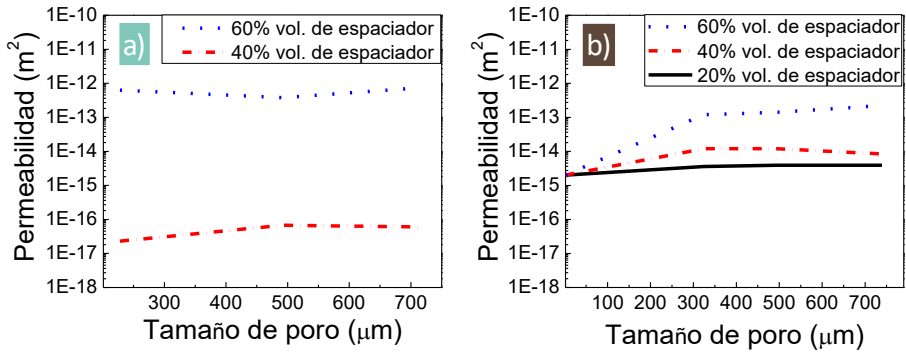 a)
60% vol. de espaciador
40% vol. de espaciador
Permeabilidad (m²)
1E-10
1E-11
1E-12
1E-13
1E-14
1E-15
1E-16
1E-17
1E-18
300
500
700
Tamaño de poro (μm)
b)
60% vol. de espaciador
40% vol. de espaciador
20% vol. de espaciador
Permeabilidad (m²)
1E-10
1E-11
1E-12
1E-13
1E-14
1E-15
1E-16
1E-17
1E-18
100
200
300
400
500
600
700
Tamaño de poro (μm)